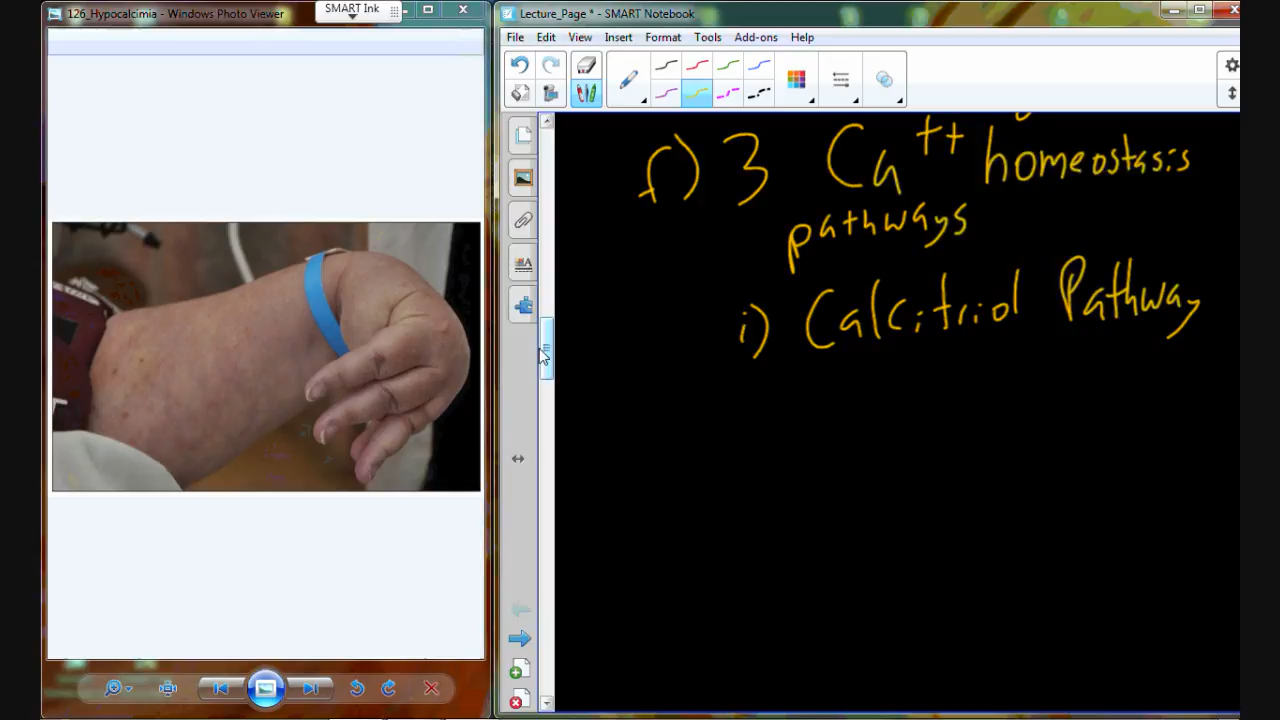 126_Hypocalcimia - Windows Photo Viewer
SMART Ink
Lecture_Page * - SMART Notebook
File Edit View Insert Format Tools Add-ons Help
f) 3 Ca++ homeostasis
pathways
i) Calcitriol Pathway